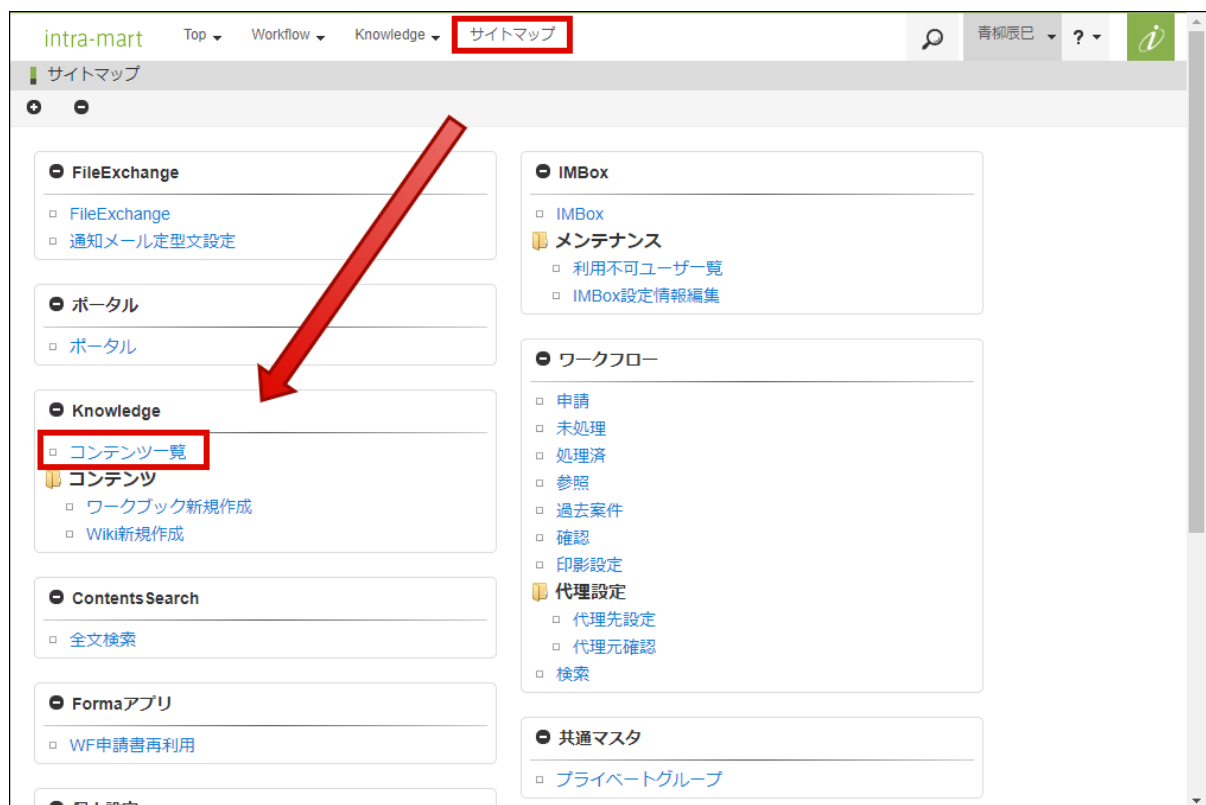 intra-mart Top Workflow Knowledge サイトマップ 青柳辰巳 ?
サイトマップ
FileExchange
FileExchange
通知メール定型文設定
ポータル
ポータル
Knowledge
コンテンツ一覧
コンテンツ
ワークブック新規作成
Wiki新規作成
ContentsSearch
全文検索
Formaアプリ
WF申請書再利用
IMBox
IMBox
メンテナンス
利用不可ユーザ一覧
IMBox設定情報編集
ワークフロー
申請
未処理
処理済
参照
過去案件
確認
印影設定
代理設定
代理先設定
代理元確認
検索
共通マスタ
プライベートグループ